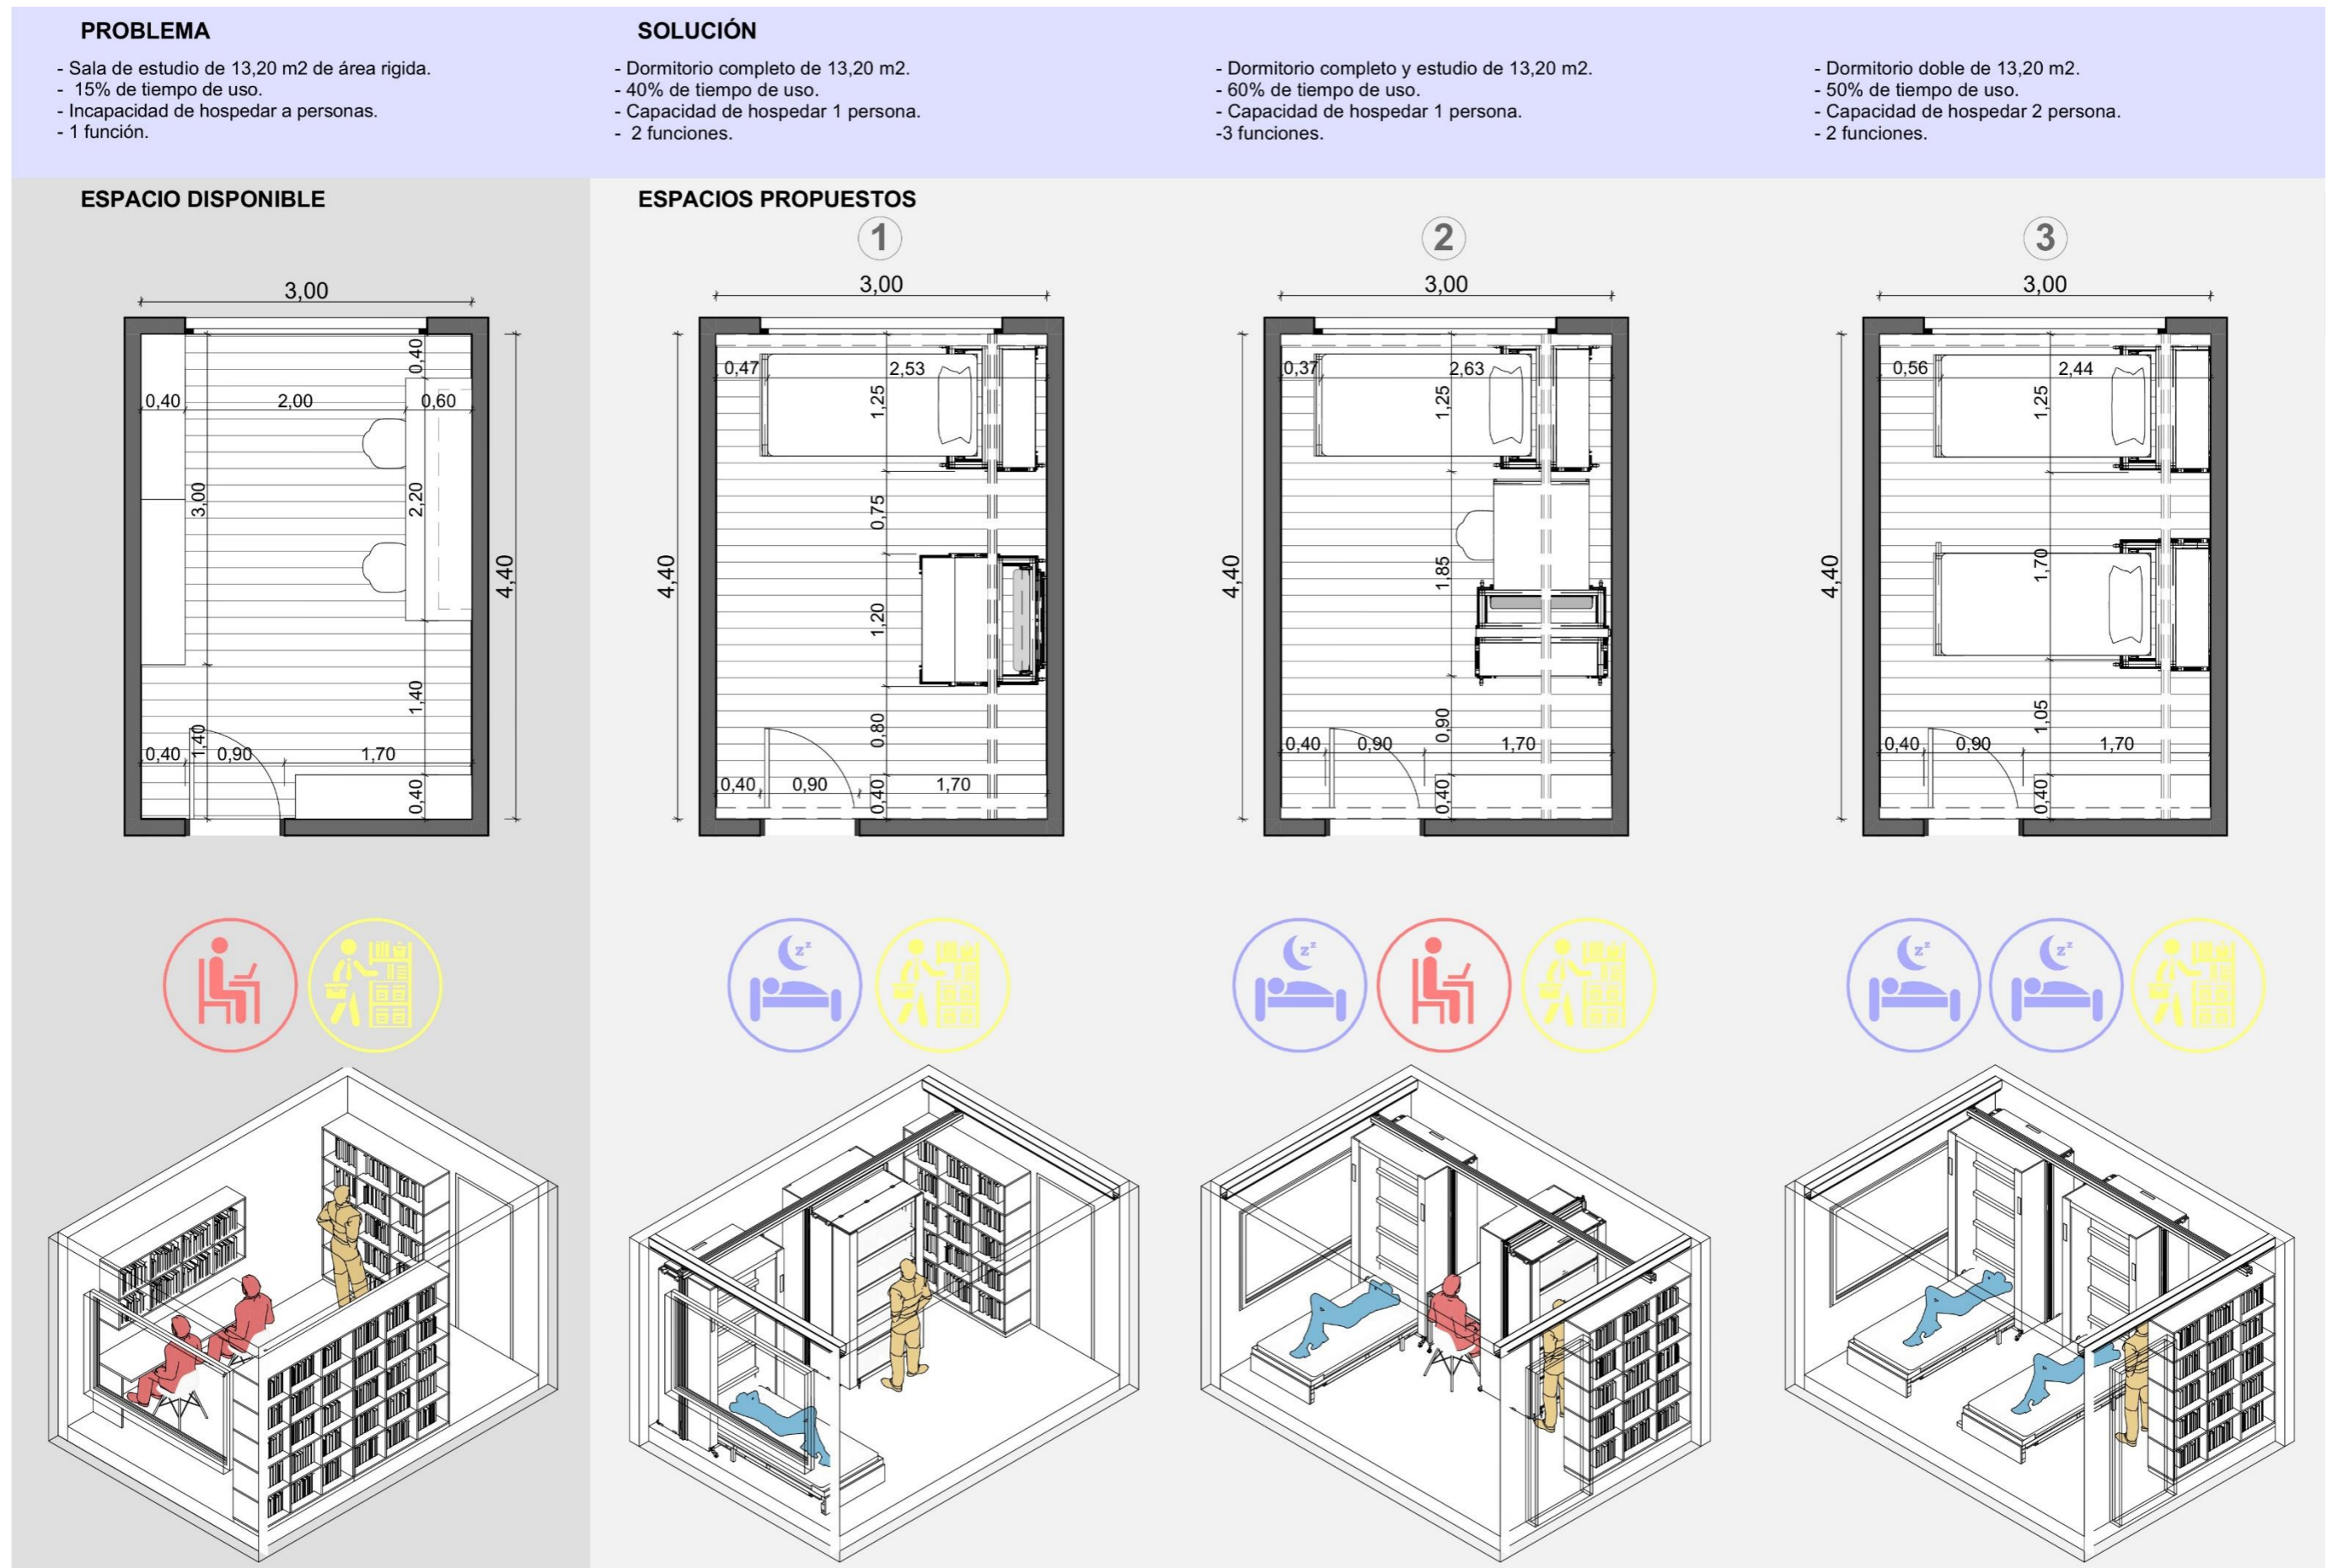 PROBLEMA
- Sala de estudio de 13,20 m2 de área rigida.
- 15% de tiempo de uso.
- Incapacidad de hospedar a personas.
- 1 función.
SOLUCIÓN
- Dormitorio completo de 13,20 m2.
- 40% de tiempo de uso.
- Capacidad de hospedar 1 persona.
- 2 funciones.
- Dormitorio completo y estudio de 13,20 m2.
- 60% de tiempo de uso.
- Capacidad de hospedar 1 persona.
-3 funciones.
- Dormitorio doble de 13,20 m2.
- 50% de tiempo de uso.
- Capacidad de hospedar 2 persona.
- 2 funciones.
ESPACIO DISPONIBLE
3,00
0,40
0,40
2,00
0,60
3,00
2,20
4,40
1,40
1,40
0,40
0,90
1,70
0,40
ESPACIOS PROPUESTOS
1
3,00
0,47
2,53
1,25
0,75
4,40
1,20
0,80
0,40
0,90
0,40
1,70
2
3,00
0,37
2,63
1,25
4,40
1,85
0,90
0,40
0,90
1,70
0,40
3
3,00
0,56
2,44
1,25
4,40
1,70
1,05
0,40
0,90
1,70
0,40
z z
z z
z z
z z